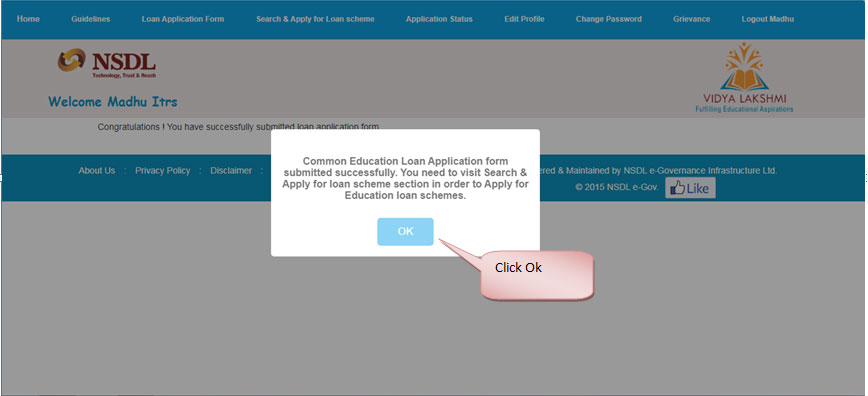 Home Guidelines Loan Application Form Search & Apply for Loan scheme Application Status Edit Profile Change Password Grievance Logout Madhu
NSDL
Technology, Trust & Reach
VIDYA LAKSHMI
Fulfilling Educational Aspirations
Welcome Madhu Itrs
Congratulations ! You have successfully submitted loan application form
Common Education Loan Application form
submitted successfully. You need to visit Search &
Apply for loan scheme section in order to Apply for
Education loan schemes.
OK
Click Ok
About Us : Privacy Policy : Disclaimer : ered & Maintained by NSDL e-Governance Infrastructure Ltd.
© 2015 NSDL e-Gov. Like